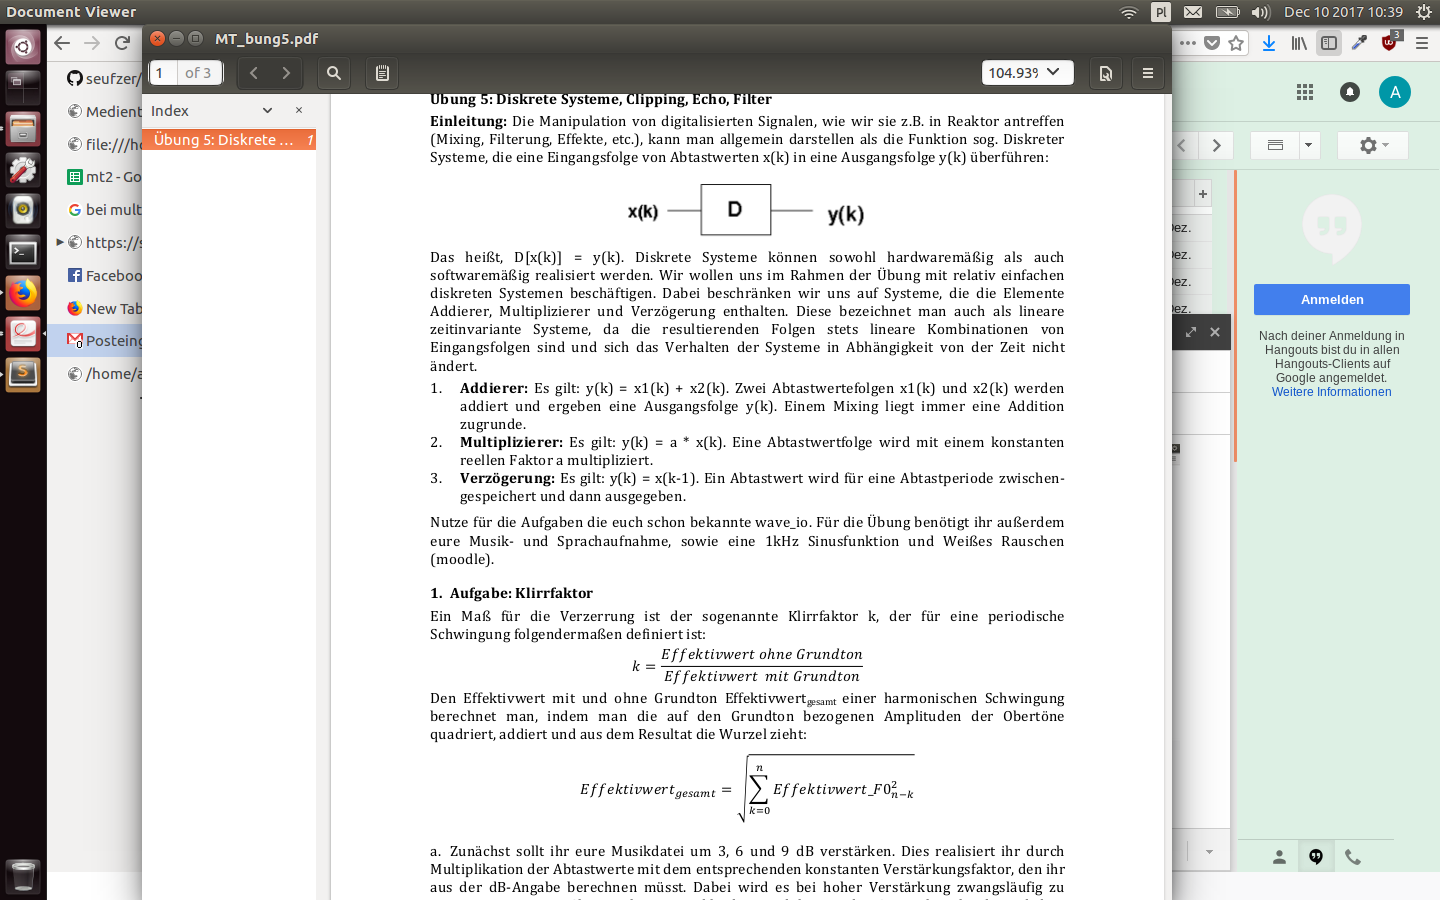 Document Viewer
Pl
Dec 10 2017 10:39
MT_bung5.pdf
1 of 3
104.93%
3
A
Index
Übung 5: Diskrete ... 1
seufzer/
Medient
file:///h
mt2 - Go
bei mult
https://s
Faceboo
New Tab
Posteing
/home/a
Übung 5: Diskrete Systeme, Clipping, Echo, Filter
Einleitung: Die Manipulation von digitalisierten Signalen, wie wir sie z.B. in Reaktor antreffen
(Mixing, Filterung, Effekte, etc.), kann man allgemein darstellen als die Funktion sog. Diskreter
Systeme, die eine Eingangsfolge von Abtastwerten x(k) in eine Ausgangsfolge y(k) überführen:
x(k) D y(k)
Das heißt, D[x(k)] = y(k). Diskrete Systeme können sowohl hardwaremäßig als auch
softwaremäßig realisiert werden. Wir wollen uns im Rahmen der Übung mit relativ einfachen
diskreten Systemen beschäftigen. Dabei beschränken wir uns auf Systeme, die die Elemente
Addierer, Multiplizierer und Verzögerung enthalten. Diese bezeichnet man auch als lineare
zeitinvariante Systeme, da die resultierenden Folgen stets lineare Kombinationen von
Eingangsfolgen sind und sich das Verhalten der Systeme in Abhängigkeit von der Zeit nicht
ändert.
1. Addierer: Es gilt: y(k) = x1(k) + x2(k). Zwei Abtastwertefolgen x1(k) und x2(k) werden
addiert und ergeben eine Ausgangsfolge y(k). Einem Mixing liegt immer eine Addition
zugrunde.
2. Multiplizierer: Es gilt: y(k) = a * x(k). Eine Abtastwertfolge wird mit einem konstanten
reellen Faktor a multipliziert.
3. Verzögerung: Es gilt: y(k) = x(k-1). Ein Abtastwert wird für eine Abtastperiode zwischen-
gespeichert und dann ausgegeben.
Nutze für die Aufgaben die euch schon bekannte wave_io. Für die Übung benötigt ihr außerdem
eure Musik- und Sprachaufnahme, sowie eine 1kHz Sinusfunktion und Weißes Rauschen
(moodle).
1. Aufgabe: Klirrfaktor
Ein Maß für die Verzerrung ist der sogenannte Klirrfaktor k, der für eine periodische
Schwingung folgendermaßen definiert ist:
k = Effektivwert ohne Grundton
Effektivwert mit Grundton
Den Effektivwert mit und ohne Grundton Effektivwert gesamt einer harmonischen Schwingung
berechnet man, indem man die auf den Grundton bezogenen Amplituden der Obertöne
quadriert, addiert und aus dem Resultat die Wurzel zieht:
Effektivwert gesamt = √ ∑ n k=0 Effektivwert_F0 2 n−k
a. Zunächst sollt ihr eure Musikdatei um 3, 6 und 9 dB verstärken. Dies realisiert ihr durch
Multiplikation der Abtastwerte mit dem entsprechenden konstanten Verstärkungsfaktor, den ihr
aus der dB-Angabe berechnen müsst. Dabei wird es bei hoher Verstärkung zwangsläufig zu
Dez.
Dez.
Dez.
Dez.
Anmelden
Nach deiner Anmeldung in
Hangouts bist du in allen
Hangouts-Clients auf
Google angemeldet.
Weitere Informationen